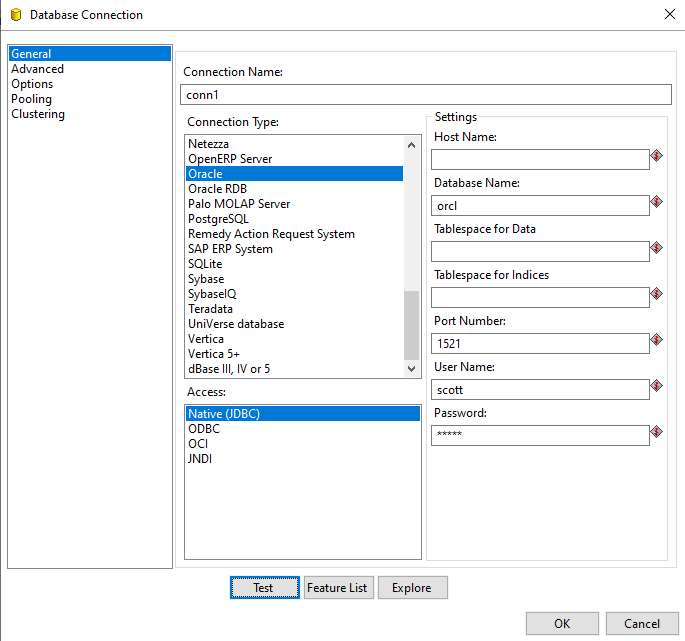 Database Connection
General
Advanced
Options
Pooling
Clustering
Connection Name:
conn1
Connection Type:
Netezza
OpenERP Server
Oracle
Oracle RDB
Palo MOLAP Server
PostgreSQL
Remedy Action Request System
SAP ERP System
SQLite
Sybase
SybaseIQ
Teradata
UniVerse database
Vertica
Vertica 5+
dBase III, IV or 5
Access:
Native (JDBC)
ODBC
OCI
JNDI
Settings
Host Name:
Database Name:
orcl
Tablespace for Data
Tablespace for Indices
Port Number:
1521
User Name:
scott
Password:
*****
Test
Feature List
Explore
OK
Cancel